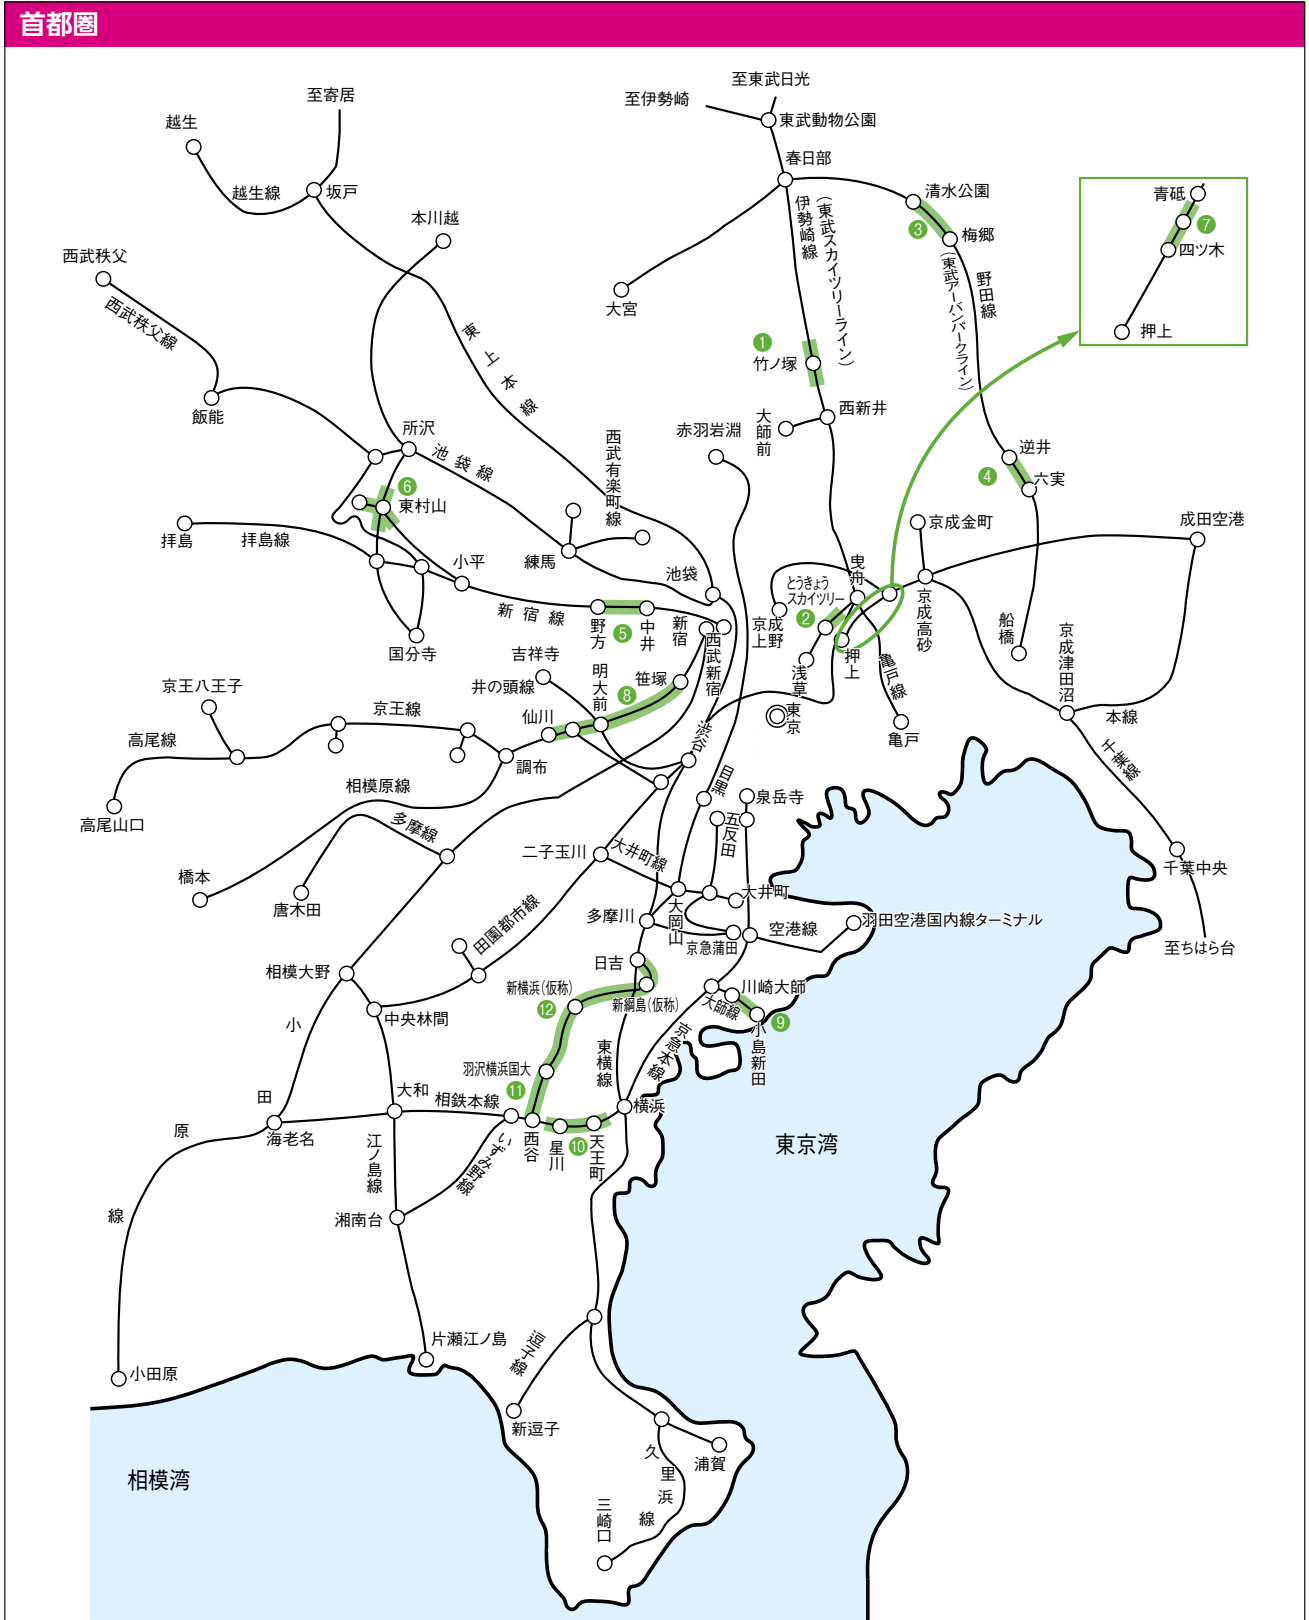 首都圏
至東武日光
至伊勢崎
至寄居
東武動物公園
越生
春日部
越生線
坂戸
清水公園
青砥
本川越
伊勢崎線
(東武スカイツリーライン)
❸
梅郷
❼
四ツ木
西武秩父
野田線
(東武アーバンパークライン)
大宮
西武秩父線
東上本線
押上
❶
竹ノ塚
飯能
西新井
大師前
所沢
赤羽岩淵
西武有楽町線
池袋線
逆井
❹
六実
❻
東村山
京成金町
成田空港
拝島
拝島線
小平
練馬
池袋
曳舟
とうきょう
スカイツリー
❷
京成上野
京成高砂
新宿線
野方
❺
中井
新宿
西武新宿
船橋
京成津田沼
国分寺
吉祥寺
浅草
押上
亀戸線
井の頭線
明大前
笹塚
❽
京王八王子
京王線
仙川
東京
亀戸
本線
高尾線
渋谷
千葉線
調布
相模原線
目黒
泉岳寺
高尾山口
多摩線
五反田
二子玉川
大井町線
千葉中央
橋本
唐木田
大井町
大岡山
多摩川
田園都市線
京急蒲田
空港線
羽田空港国内線ターミナル
至ちはら台
相模大野
日吉
新横浜(仮称)
⓬
新綱島(仮称)
川崎大師
大師線
❾
小島新田
中央林間
東横線
京急本線
羽沢横浜国大
⓫
大和
相鉄本線
横浜
小田原線
海老名
江ノ島線
いずみ野線
西谷
星川
❿
天王町
東京湾
湘南台
片瀬江ノ島
逗子線
小田原
新逗子
久里浜線
浦賀
相模湾
三崎口